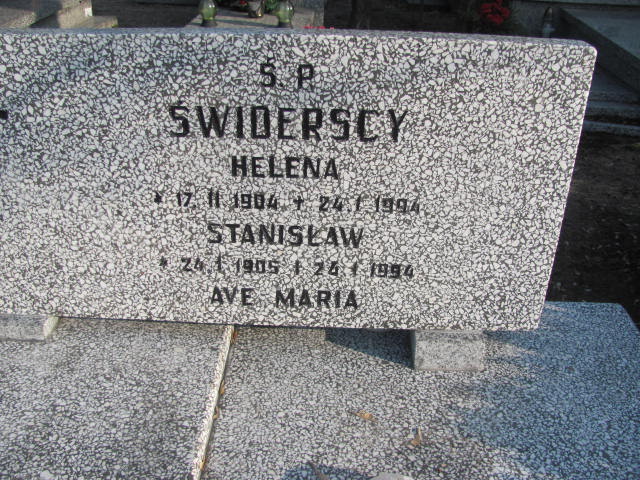 Ś. P.
ŚWIDERSCY
HELENA
* 17. II 1904 + 24. I 1994
STANISŁAW
* 24. I 1905 + 24. I 1994
AVE MARIA